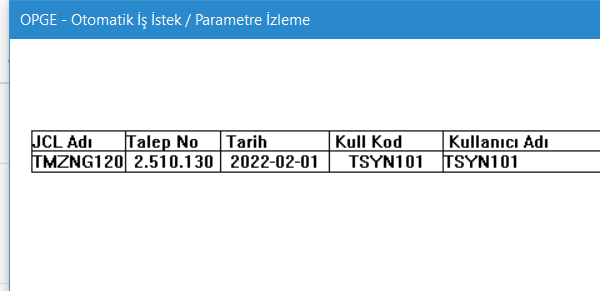 OPGE - Otomatik İş İstek / Parametre İzleme
JCL Adı Talep No Tarih Kull Kod Kullanıcı Adı
TMZNG120 2.510.130 2022-02-01 TSYN101 TSYN101